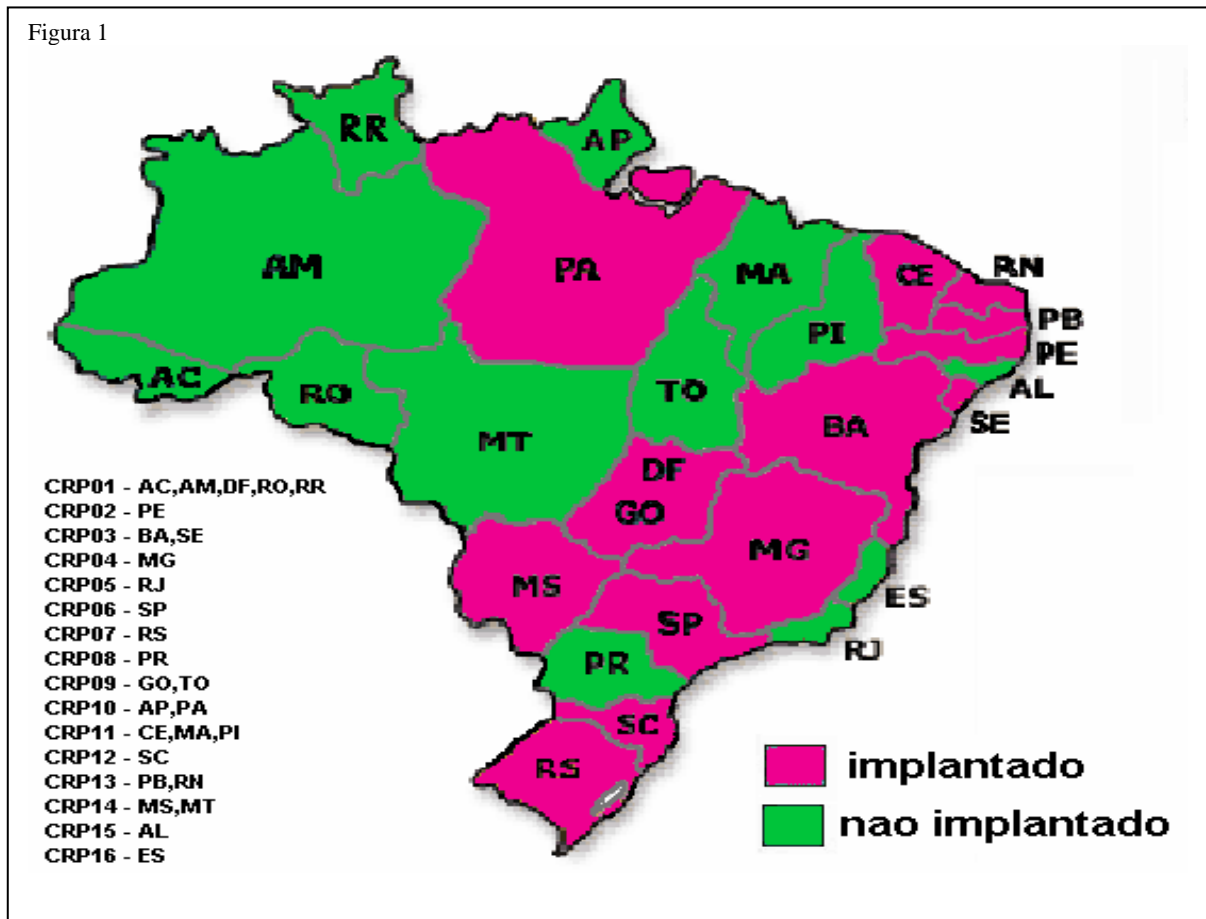 Figura 1
RR
AP
AM
PA
MA
CE
RN
PB
PI
PE
AC
RO
TO
AL
MT
BA
SE
DF
GO
MG
MS
ES
SP
RJ
PR
SC
RS
CRP01 - AC,AM,DF,RO,RR
CRP02 - PE
CRP03 - BA,SE
CRP04 - MG
CRP05 - RJ
CRP06 - SP
CRP07 - RS
CRP08 - PR
CRP09 - GO,TO
CRP10 - AP,PA
CRP11 - CE,MA,PI
CRP12 - SC
CRP13 - PB,RN
CRP14 - MS,MT
CRP15 - AL
CRP16 - ES
implantado
nao implantado